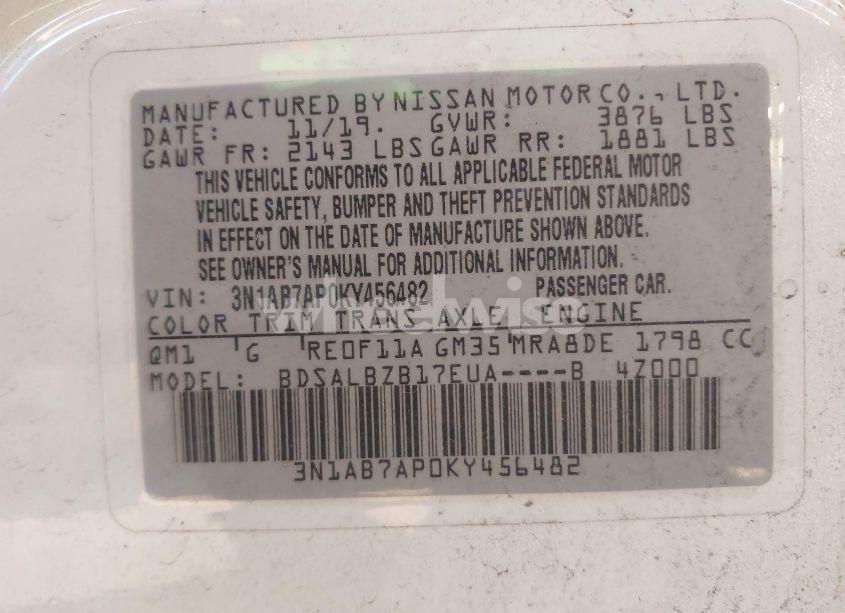 MANUFACTURED BY NISSAN MOTOR CO., LTD.
DATE: 11/19. GVWR: 3876 LBS
GAWR FR: 2143 LBS GAWR RR: 1881 LBS
THIS VEHICLE CONFORMS TO ALL APPLICABLE FEDERAL MOTOR
VEHICLE SAFETY, BUMPER AND THEFT PREVENTION STANDARDS
IN EFFECT ON THE DATE OF MANUFACTURE SHOWN ABOVE.
SEE OWNER'S MANUAL FOR ADDITIONAL INFORMATION.
VIN: 3N1AB7AP0KY456482 PASSENGER CAR.
wheelwise
COLOR TRIM TRANS AXLE ENGINE
QM1 G RE0F11A GM35 MRA8DE 1798 CC
MODEL: BDSALBZB17EUA----B 4Z000
3N1AB7AP0KY456482